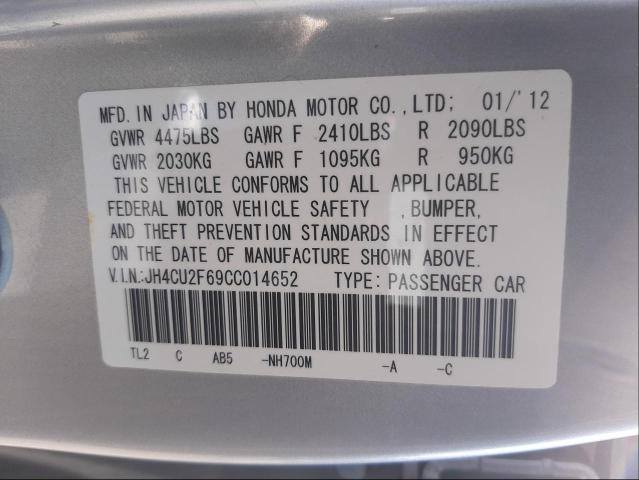 MFD. IN JAPAN BY HONDA MOTOR CO.,LTD; 01/'12
GVWR 4475LBS GAWR F 2410LBS R 2090LBS
GVWR 2030KG GAWR F 1095KG R 950KG
THIS VEHICLE CONFORMS TO ALL APPLICABLE
FEDERAL MOTOR VEHICLE SAFETY ,BUMPER,
AND THEFT PREVENTION STANDARDS IN EFFECT
ON THE DATE OF MANUFACTURE SHOWN ABOVE.
V.I.N.:JH4CU2F69CC014652 TYPE: PASSENGER CAR
TL2 C AB5 -NH700M -A -C